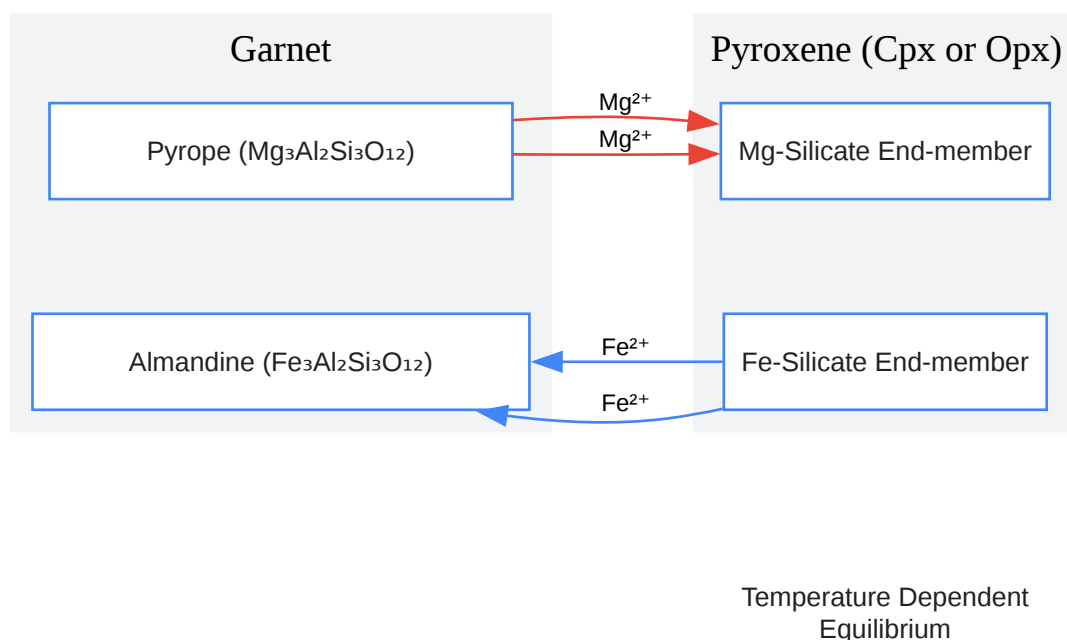 Garnet
Pyroxene (Cpx or Opx)
Mg²⁺
Mg²⁺
Pyrope (Mg₃Al₂Si₃O₁₂)
Mg-Silicate End-member
Fe²⁺
Almandine (Fe₃Al₂Si₃O₁₂)
Fe-Silicate End-member
Fe²⁺
Temperature Dependent
Equilibrium